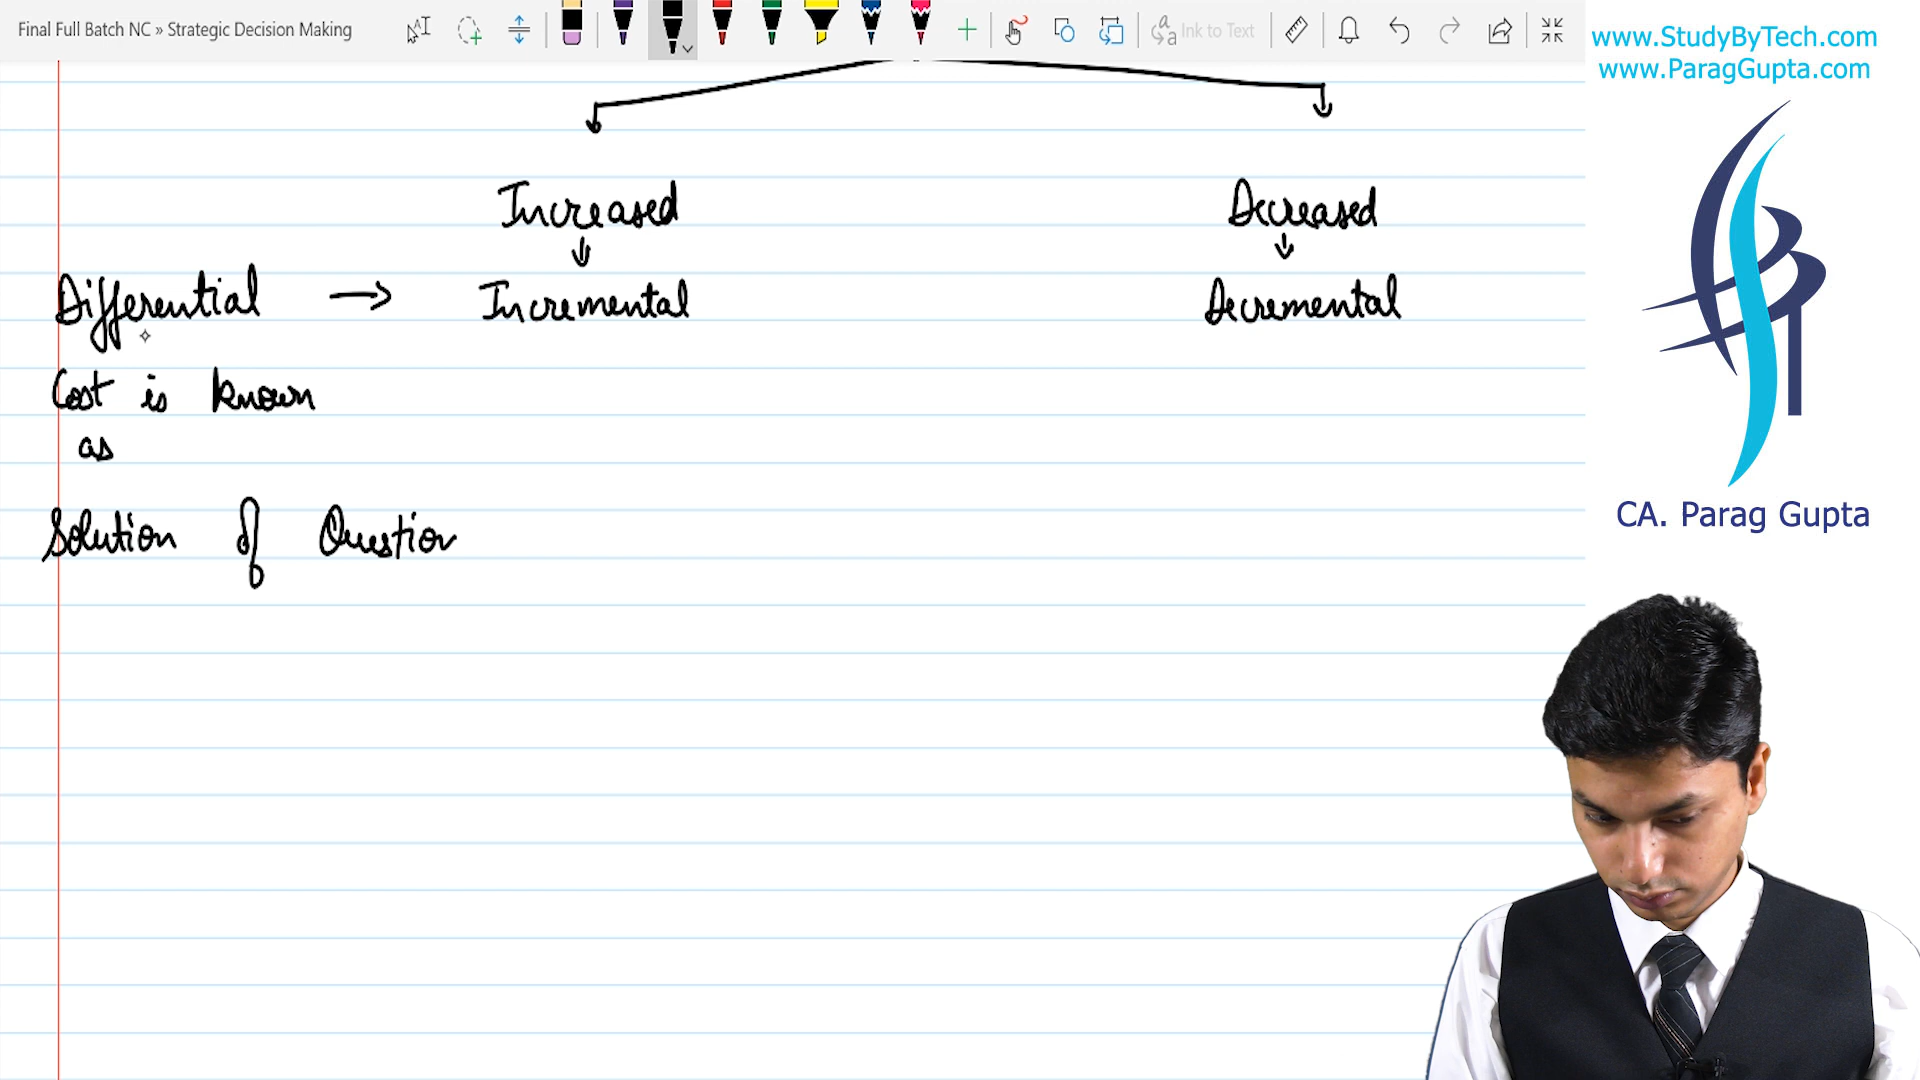 Final Full Batch NC » Strategic Decision Making
Ink to Text
www.StudyByTech.com
www.ParagGupta.com
Increased Decreased
Differential → Incremental Decremental
Cost is known
as
Solution of Question
CA. Parag Gupta